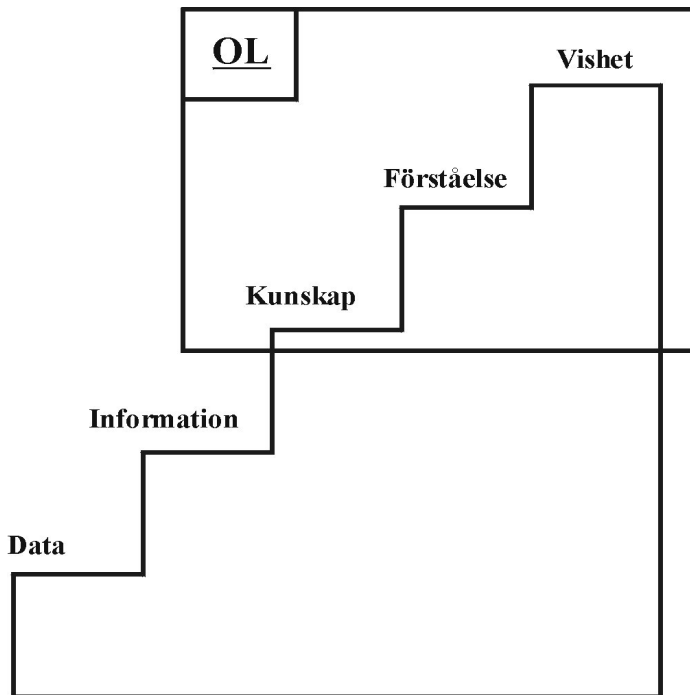 OL
Vishet
Förståelse
Kunskap
Information
Data